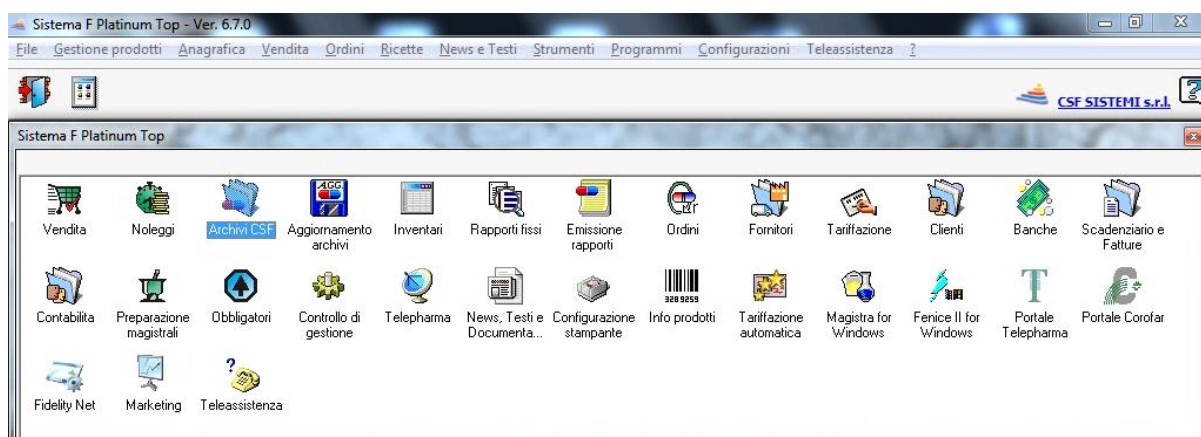 Sistema F Platinum Top - Ver. 6.7.0
File Gestione prodotti Anagrafica Vendita Ordini Ricette News e Testi Strumenti Programmi Configurazioni Teleassistenza ?
CSF SISTEMI s.r.l.
Sistema F Platinum Top
Vendita Noleggi Archivi CSF Aggiornamento archivi Inventari Rapporti fissi Emissione rapporti Ordini Fornitori Tariffazione Clienti Banche Scadenziario e Fatture
Contabilita Preparazione magistrali Obbligatori Controllo di gestione Telepharma News, Testi e Documenta... Configurazione stampante Info prodotti Tariffazione automatica Magistra for Windows Fenice II for Windows Portale Telepharma Portale Corofar
Fidelity Net Marketing Teleassistenza